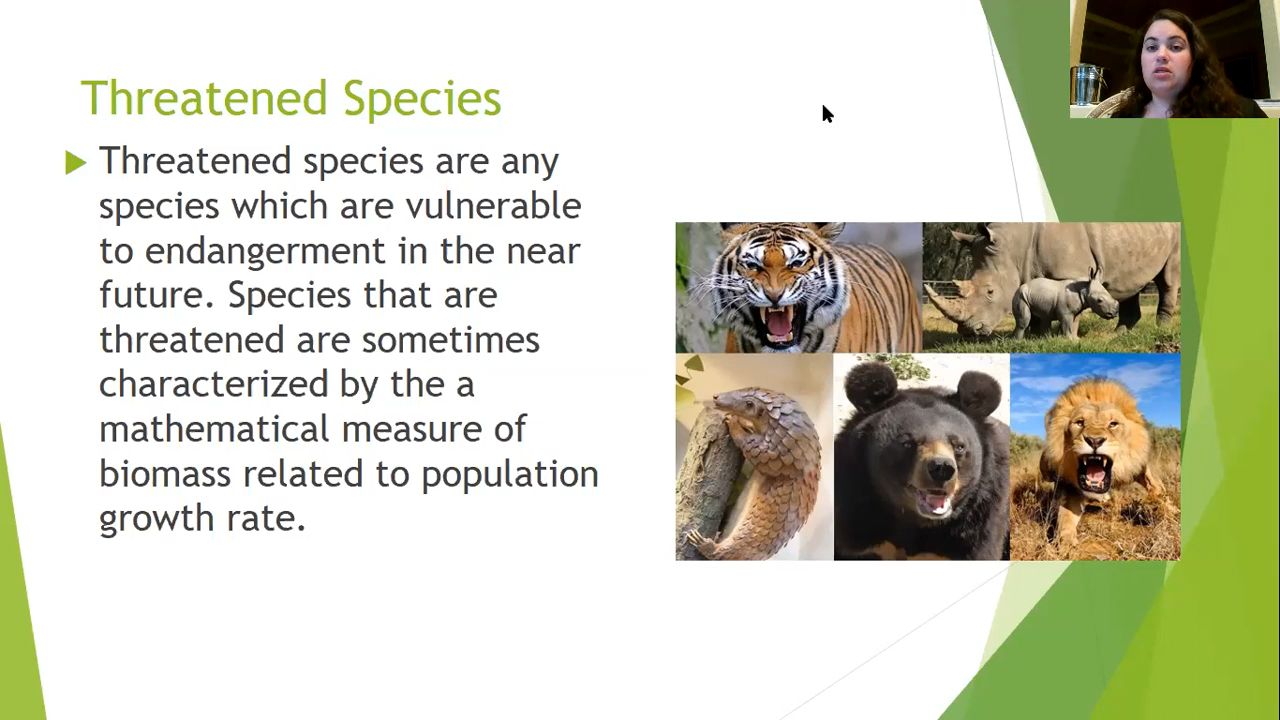 Threatened Species
Threatened species are any
species which are vulnerable
to endangerment in the near
future. Species that are
threatened are sometimes
characterized by the a
mathematical measure of
biomass related to population
growth rate.